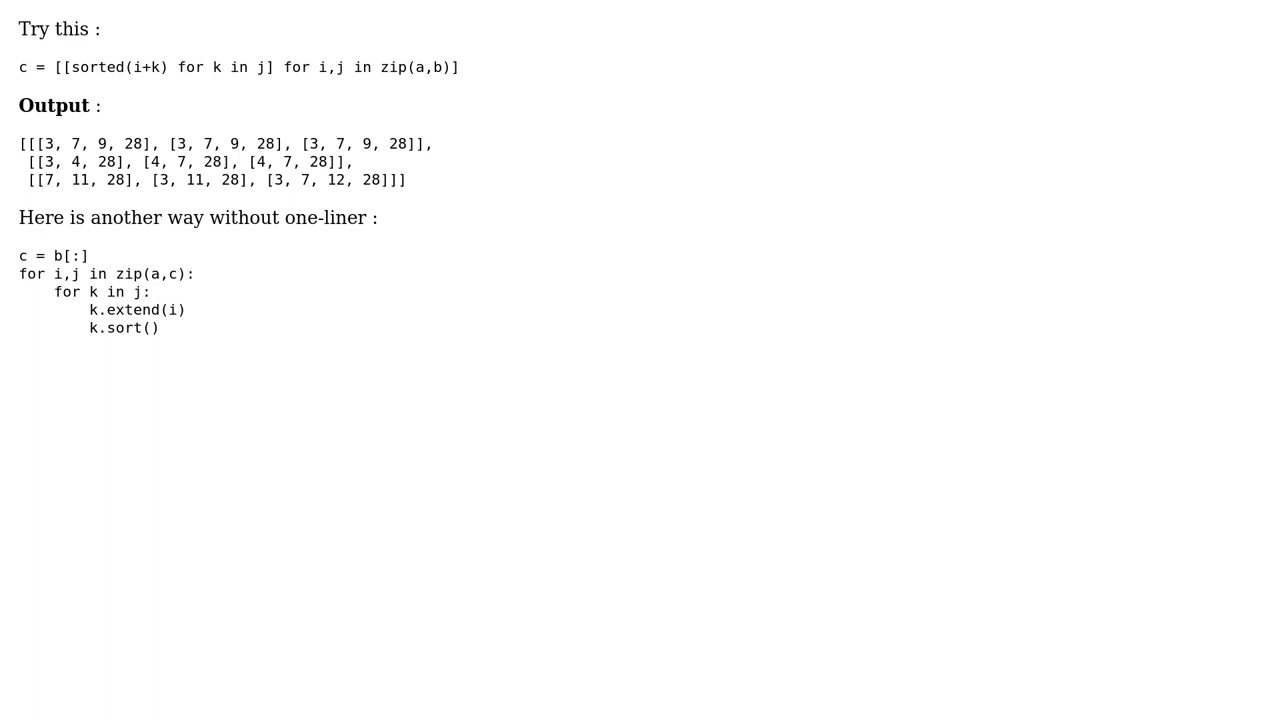 Try this :
c = [[sorted(i+k) for k in j] for i,j in zip(a,b)]
Output :
[[[3, 7, 9, 28], [3, 7, 9, 28], [3, 7, 9, 28]],
 [[3, 4, 28], [4, 7, 28], [4, 7, 28]],
 [[7, 11, 28], [3, 11, 28], [3, 7, 12, 28]]]
Here is another way without one-liner :
c = b[:]
for i,j in zip(a,c):
    for k in j:
        k.extend(i)
        k.sort()